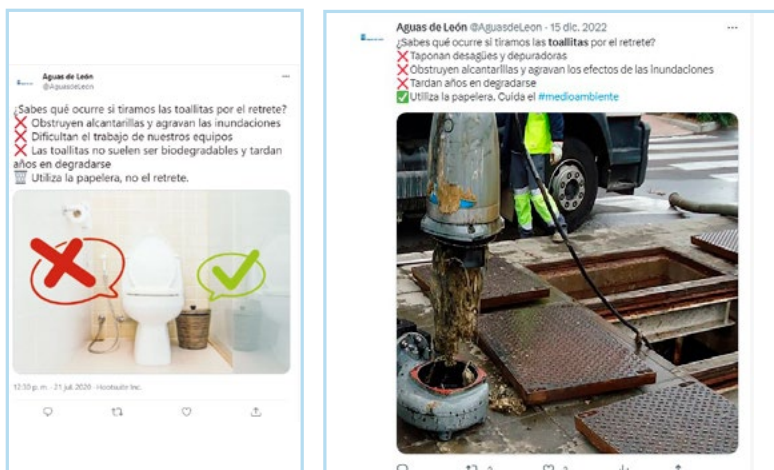 Aguas de León
@AguasdeLeon
¿Sabes qué ocurre si tiramos las toallitas por el retrete?
❌ Obstruyen alcantarillas y agravan las inundaciones
❌ Dificultan el trabajo de nuestros equipos
❌ Las toallitas no suelen ser biodegradables y tardan
años en degradarse
🗑 Utiliza la papelera, no el retrete.
12:30 p. m. · 21 jul. 2020 · Hootsuite Inc.
Aguas de León @AguasdeLeon · 15 dic. 2022
¿Sabes qué ocurre si tiramos las toallitas por el retrete?
❌Taponan desagües y depuradoras
❌Obstruyen alcantarillas y agravan los efectos de las inundaciones
❌Tardan años en degradarse
✅Utiliza la papelera. Cuida el #medioambiente